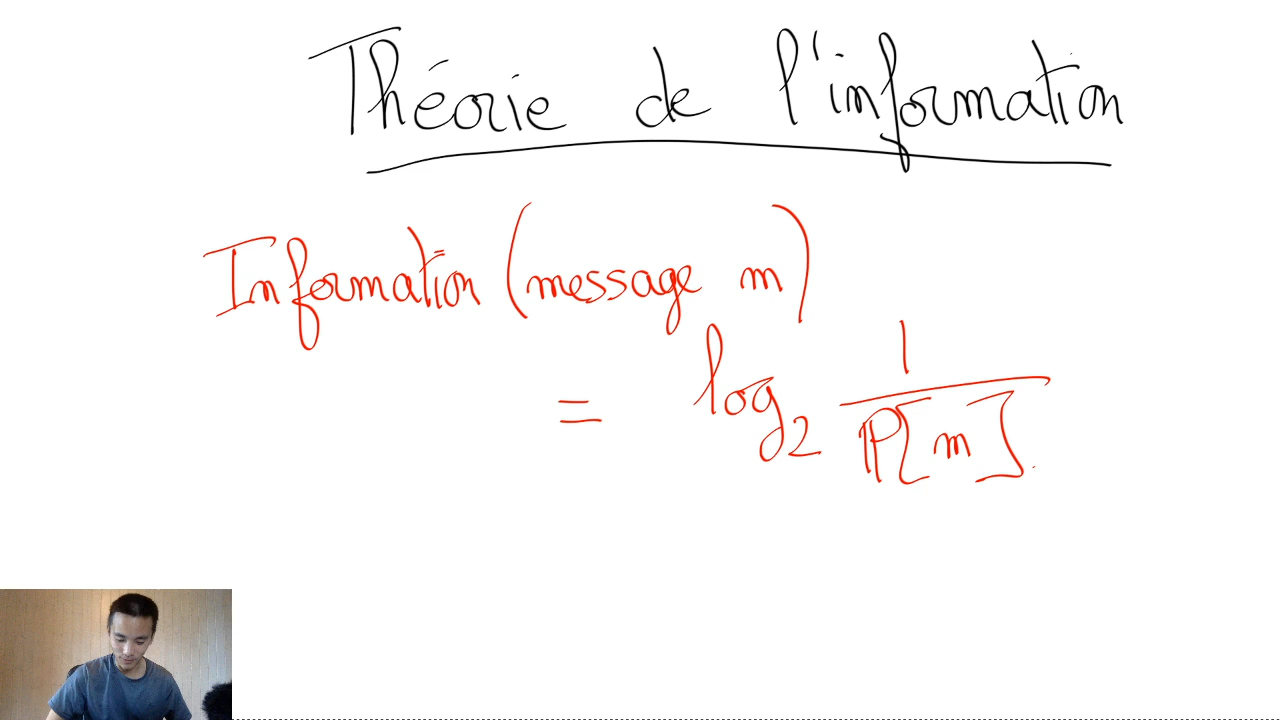 Théorie de l'information
Information (message m)
= log₂ 1/ℙ[m]